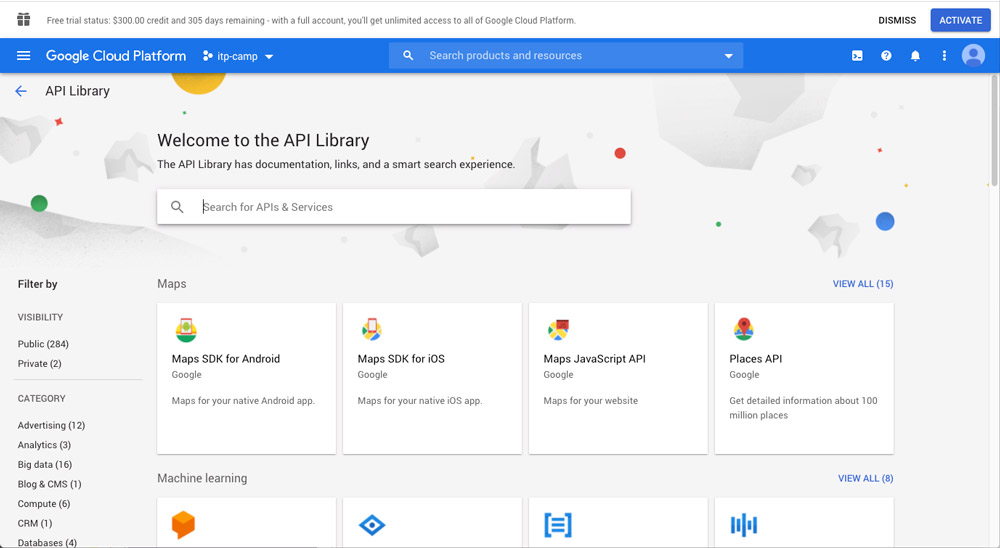 Free trial status: $300.00 credit and 305 days remaining - with a full account, you'll get unlimited access to all of Google Cloud Platform.
DISMISS
ACTIVATE
Google Cloud Platform
itp-camp
Search products and resources
API Library
Welcome to the API Library
The API Library has documentation, links, and a smart search experience.
Search for APIs & Services
Filter by
VISIBILITY
Public (284)
Private (2)
CATEGORY
Advertising (12)
Analytics (3)
Big data (16)
Blog & CMS (1)
Compute (6)
CRM (1)
Databases (4)
Maps
VIEW ALL (15)
Maps SDK for Android
Google
Maps for your native Android app.
Maps SDK for iOS
Google
Maps for your native iOS app.
Maps JavaScript API
Google
Maps for your website
Places API
Google
Get detailed information about 100
million places
Machine learning
VIEW ALL (8)